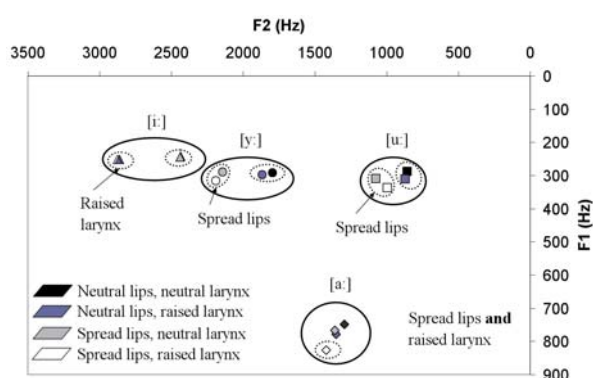 F2 (Hz)
3500 3000 2500 2000 1500 1000 500 0
0
100
200
300
400
500
600
700
800
900
F1 (Hz)
[i:]
[y:]
[u:]
Raised
larynx
Spread lips
Spread lips
[a:]
Neutral lips, neutral larynx
Neutral lips, raised larynx
Spread lips, neutral larynx
Spread lips, raised larynx
Spread lips and
raised larynx